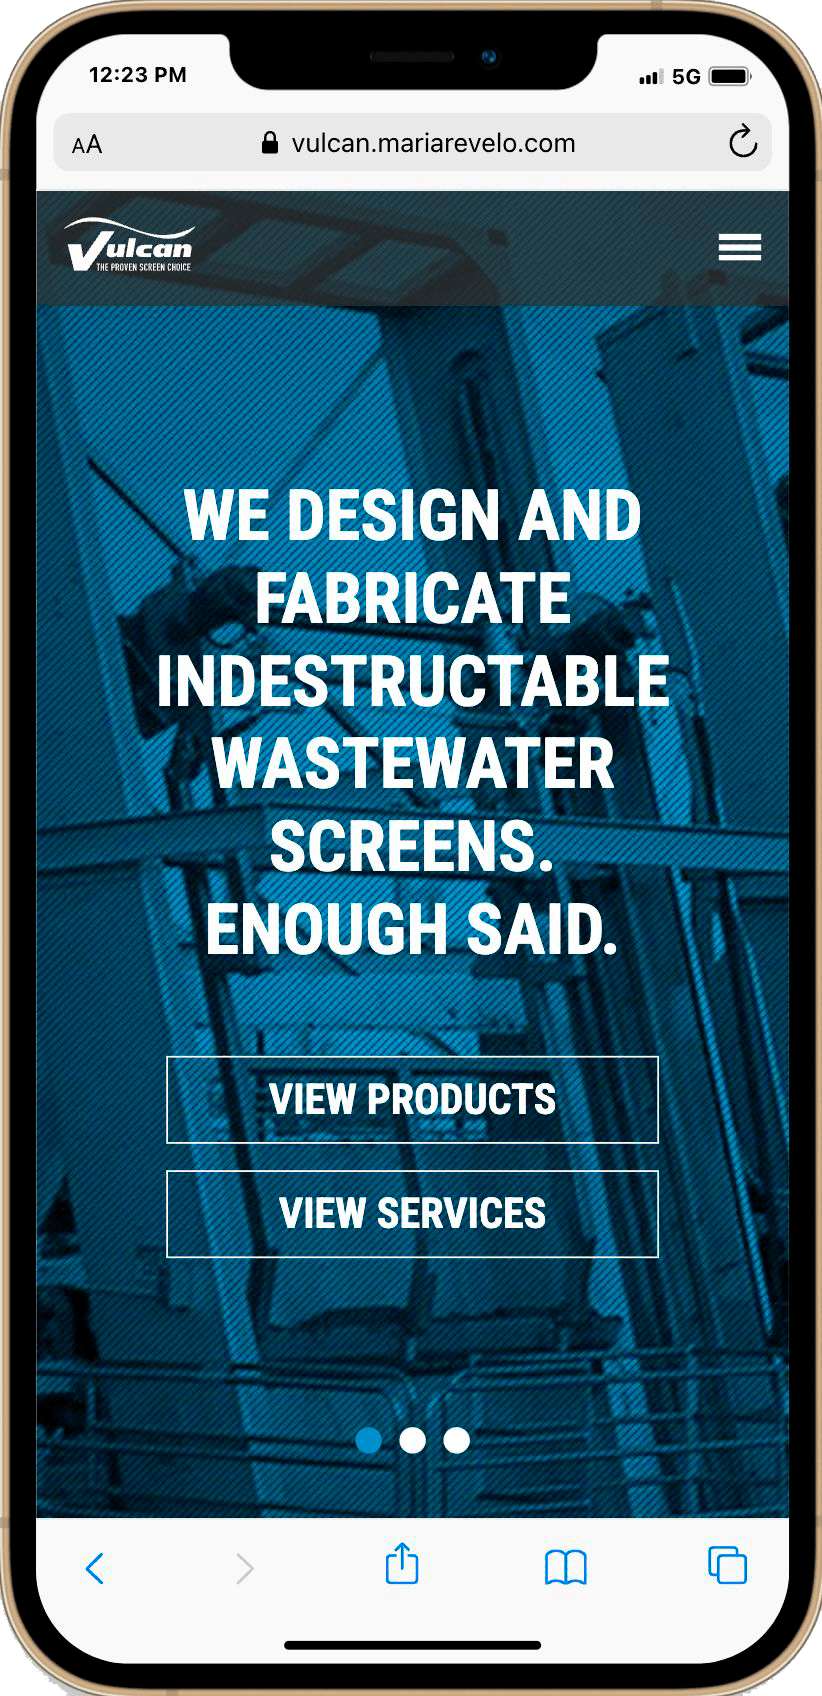 12:23 PM
5G
AA
vulcan.mariarevelo.com
Vulcan
THE PROVEN SCREEN CHOICE
WE DESIGN AND
FABRICATE
INDESTRUCTABLE
WASTEWATER
SCREENS.
ENOUGH SAID.
VIEW PRODUCTS
VIEW SERVICES